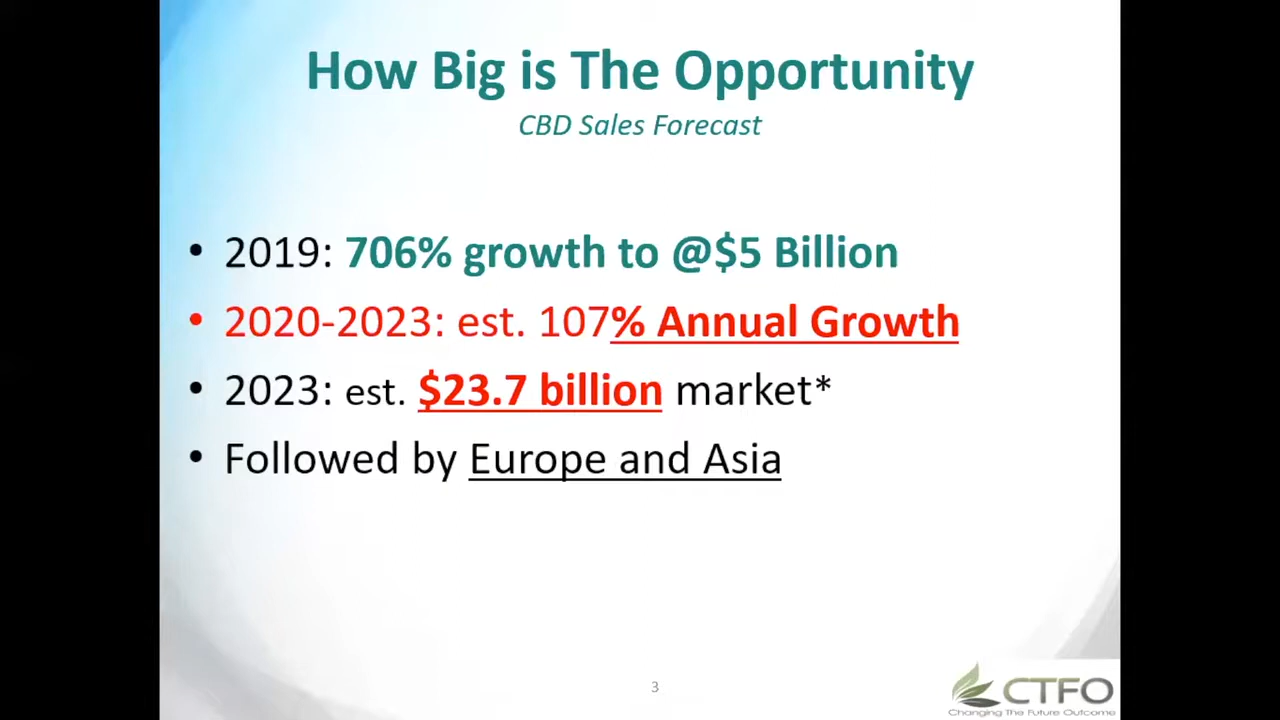 How Big is The Opportunity
CBD Sales Forecast
• 2019: 706% growth to @$5 Billion
• 2020-2023: est. 107% Annual Growth
• 2023: est. $23.7 billion market*
• Followed by Europe and Asia
3
CTFO
Changing The Future Outcome